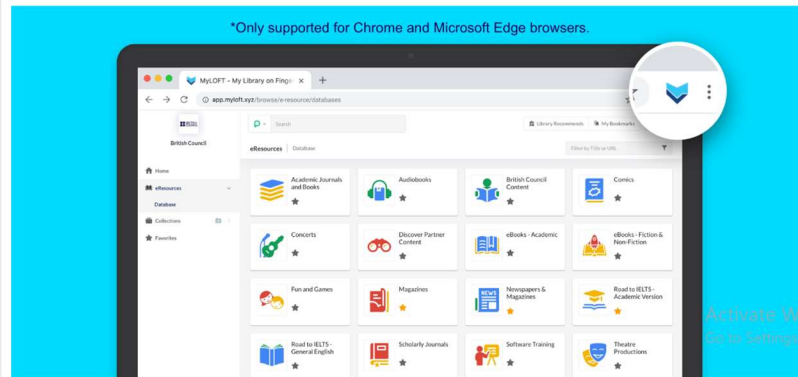 *Only supported for Chrome and Microsoft Edge browsers.
MyLOFT - My Library on Finge
app.myloft.xyz/browse/e-resource/databases
British Council
Search
Library Recommends
My Bookmarks
eResources
Database
Filter by Title or URL
Home
eResources
Database
Collections
Favorites
Academic Journals
and Books
Audiobooks
British Council
Content
Comics
Concerts
Discover Partner
Content
eBooks - Academic
eBooks - Fiction &
Non-Fiction
Fun and Games
Magazines
NEWS
Newspapers &
Magazines
Road to IELTS -
Academic Version
Road to IELTS -
General English
Scholarly Journals
Software Training
Theatre
Productions
Activate W
Go to Settings